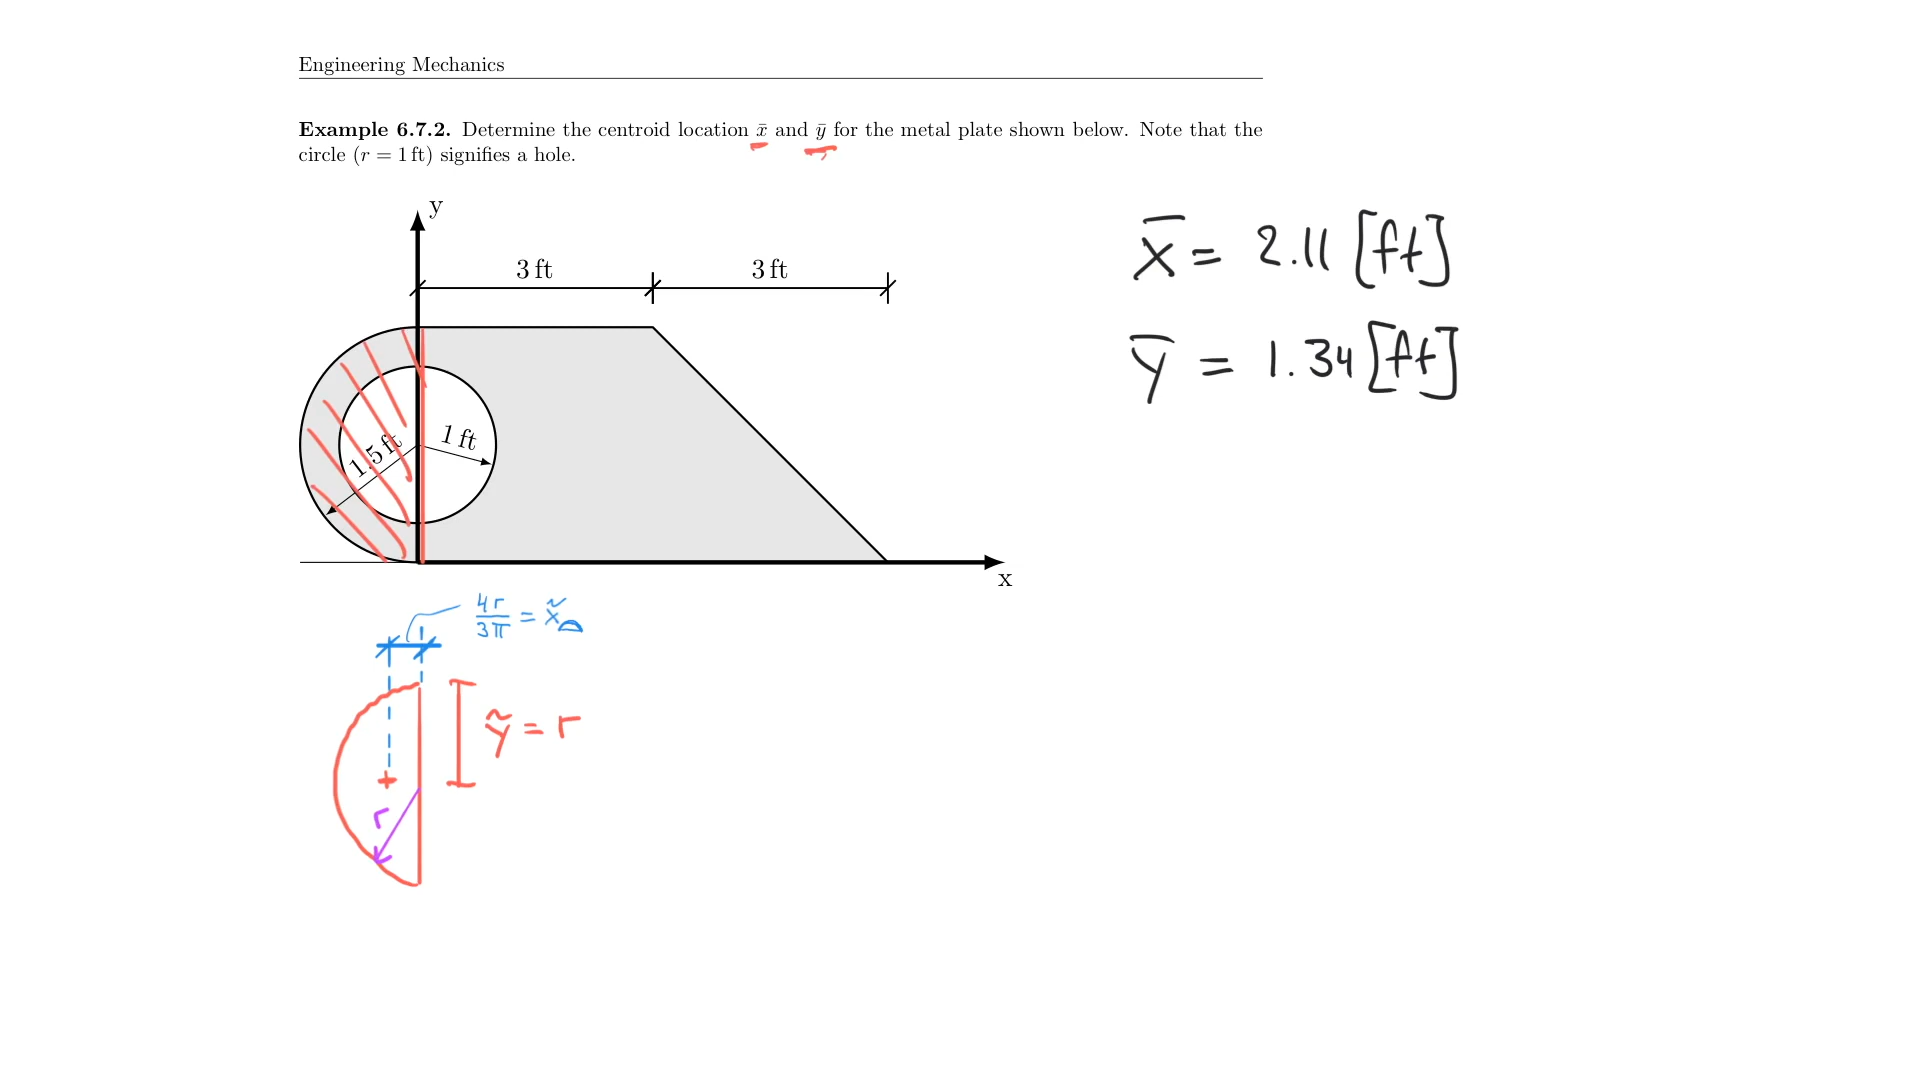 Engineering Mechanics
Example 6.7.2. Determine the centroid location x̄ and ȳ for the metal plate shown below. Note that the
circle (r = 1 ft) signifies a hole.
y
3 ft
3 ft
1 ft
1.5 ft
x
x̄ = 2.11 [ft]
ȳ = 1.34 [ft]
4r/3π = x̃
ỹ = r
r